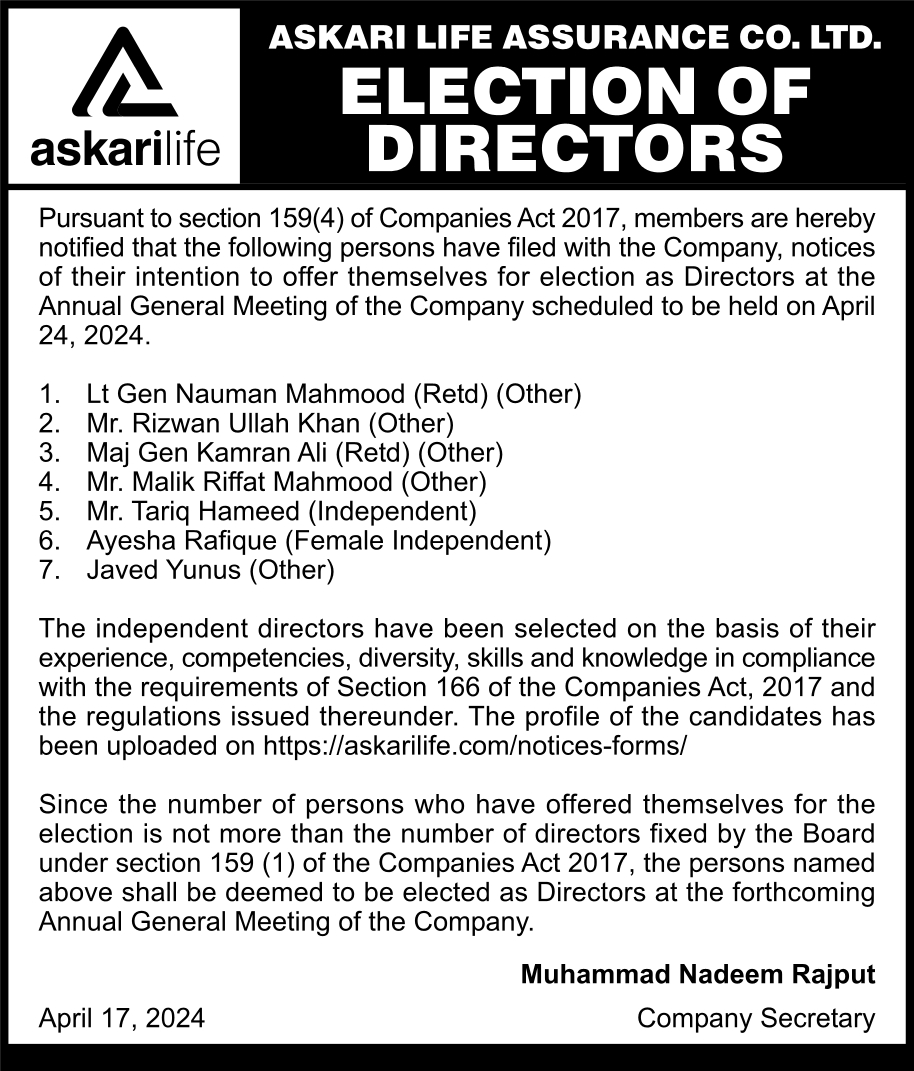 askarilife
ASKARI LIFE ASSURANCE CO. LTD.
ELECTION OF
DIRECTORS
Pursuant to section 159(4) of Companies Act 2017, members are hereby
notified that the following persons have filed with the Company, notices
of their intention to offer themselves for election as Directors at the
Annual General Meeting of the Company scheduled to be held on April
24, 2024.
1. Lt Gen Nauman Mahmood (Retd) (Other)
2. Mr. Rizwan Ullah Khan (Other)
3. Maj Gen Kamran Ali (Retd) (Other)
4. Mr. Malik Riffat Mahmood (Other)
5. Mr. Tariq Hameed (Independent)
6. Ayesha Rafique (Female Independent)
7. Javed Yunus (Other)
The independent directors have been selected on the basis of their
experience, competencies, diversity, skills and knowledge in compliance
with the requirements of Section 166 of the Companies Act, 2017 and
the regulations issued thereunder. The profile of the candidates has
been uploaded on https://askarilife.com/notices-forms/
Since the number of persons who have offered themselves for the
election is not more than the number of directors fixed by the Board
under section 159 (1) of the Companies Act 2017, the persons named
above shall be deemed to be elected as Directors at the forthcoming
Annual General Meeting of the Company.
Muhammad Nadeem Rajput
April 17, 2024 Company Secretary